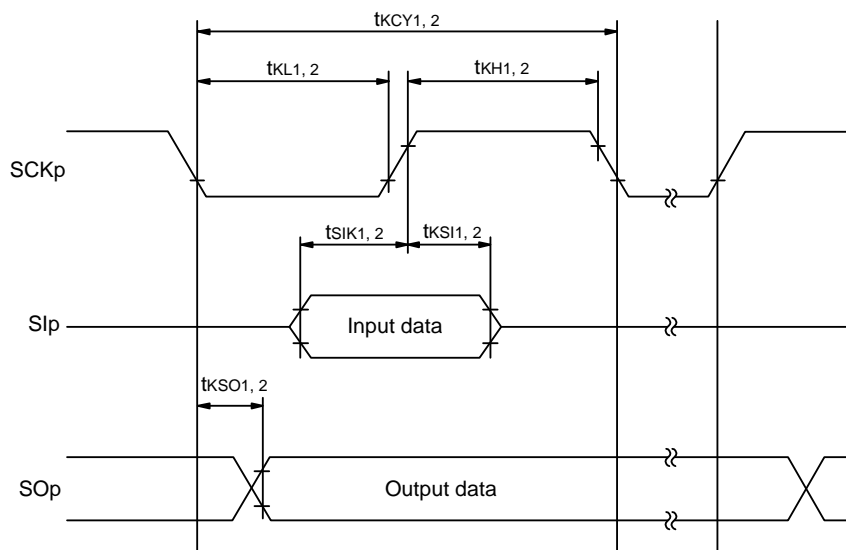 tKCY1, 2
tKL1, 2
tKH1, 2
SCKp
tSIK1, 2
tKSI1, 2
SIp
Input data
tKSO1, 2
SOp
Output data